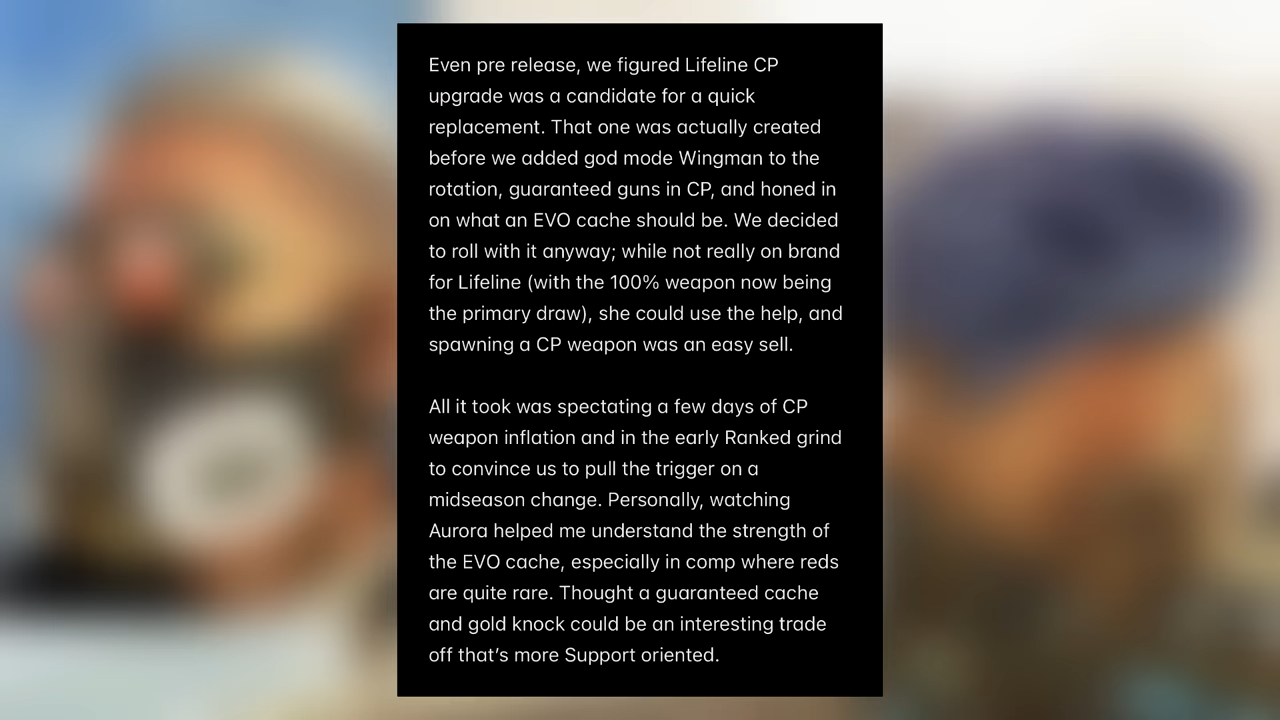 Even pre release, we figured Lifeline CP
upgrade was a candidate for a quick
replacement. That one was actually created
before we added god mode Wingman to the
rotation, guaranteed guns in CP, and honed in
on what an EVO cache should be. We decided
to roll with it anyway; while not really on brand
for Lifeline (with the 100% weapon now being
the primary draw), she could use the help, and
spawning a CP weapon was an easy sell.
All it took was spectating a few days of CP
weapon inflation and in the early Ranked grind
to convince us to pull the trigger on a
midseason change. Personally, watching
Aurora helped me understand the strength of
the EVO cache, especially in comp where reds
are quite rare. Thought a guaranteed cache
and gold knock could be an interesting trade
off that’s more Support oriented.